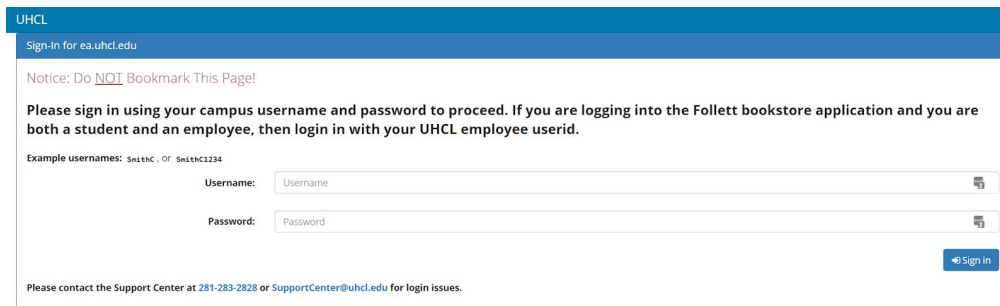 UHCL
Sign-In for ea.uhcl.edu
Notice: Do NOT Bookmark This Page!
Please sign in using your campus username and password to proceed. If you are logging into the Follett bookstore application and you are
both a student and an employee, then login in with your UHCL employee userid.
Example usernames: SmithC, or SmithC1234
Username: Username
Password: Password
Sign in
Please contact the Support Center at 281-283-2828 or SupportCenter@uhcl.edu for login issues.